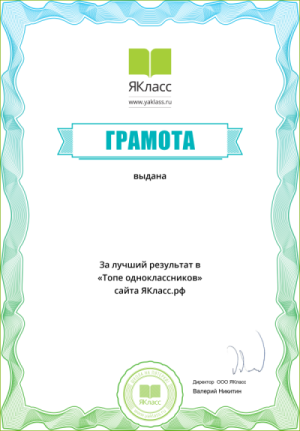 ЯКласс
www.yaklass.ru
ГРАМОТА
выдана
За лучший результат в
«Топе одноклассников»
сайта ЯКласс.рф
Директор ООО ЯКласс
Валерий Никитин
ЯКласс